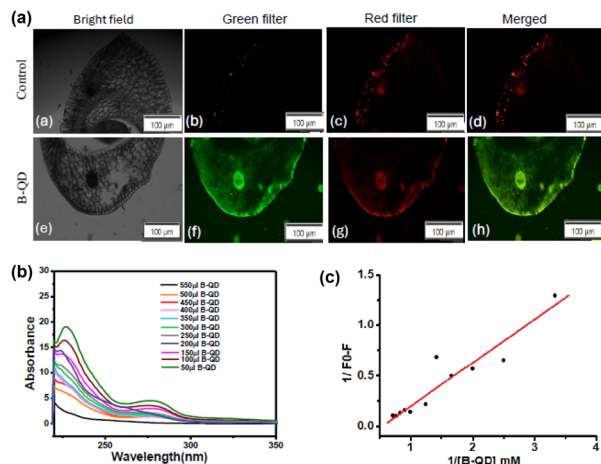 (a)
Bright field Green filter Red filter Merged
Control
(a) 100 µm (b) 100 µm (c) 100 µm (d) 100 µm
B-QD
(e) 100 µm (f) 100 µm (g) 100 µm (h) 100 µm
(b)
Absorbance
30
25
20
15
10
5
0
250 300 350
Wavelength(nm)
550µl B-QD
500µl B-QD
450µl B-QD
400µl B-QD
350µl B-QD
300µl B-QD
250µl B-QD
200µl B-QD
150µl B-QD
100µl B-QD
50µl B-QD
(c)
1/ F0-F
1.5
1.0
0.5
0.0
1 2 3 4
1/[B-QD] mM